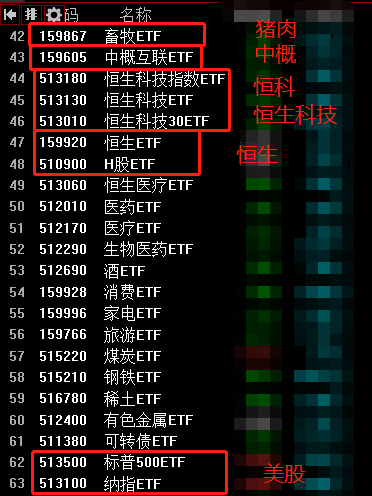 码 名称
42 159867 畜牧ETF 猪肉
43 159605 中概互联ETF 中概
44 513180 恒生科技指数ETF
45 513130 恒生科技ETF 恒科
46 513010 恒生科技30ETF 恒生科技
47 159920 恒生ETF
48 510900 H股ETF 恒生
49 513060 恒生医疗ETF
50 512010 医药ETF
51 512170 医疗ETF
52 512290 生物医药ETF
53 512690 酒ETF
54 159928 消费ETF
55 159996 家电ETF
56 159766 旅游ETF
57 515220 煤炭ETF
58 515210 钢铁ETF
59 516780 稀土ETF
60 512400 有色金属ETF
61 511380 可转债ETF
62 513500 标普500ETF
63 513100 纳指ETF 美股